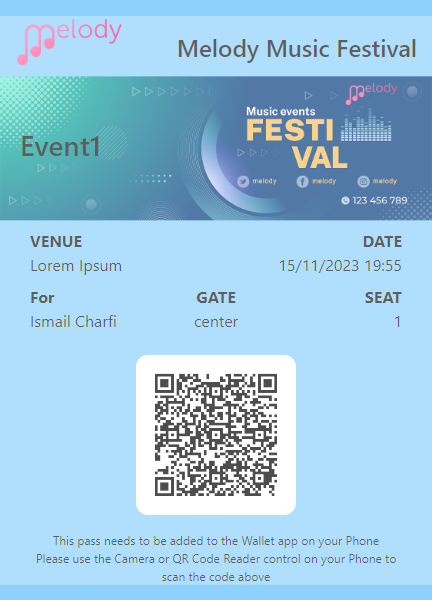 melody
Melody Music Festival
melody
Music events
FESTI
VAL
Event1
melody melody melody
123 456 789
VENUE DATE
Lorem Ipsum 15/11/2023 19:55
For GATE SEAT
Ismail Charfi center 1
This pass needs to be added to the Wallet app on your Phone
Please use the Camera or QR Code Reader control on your Phone to
scan the code above